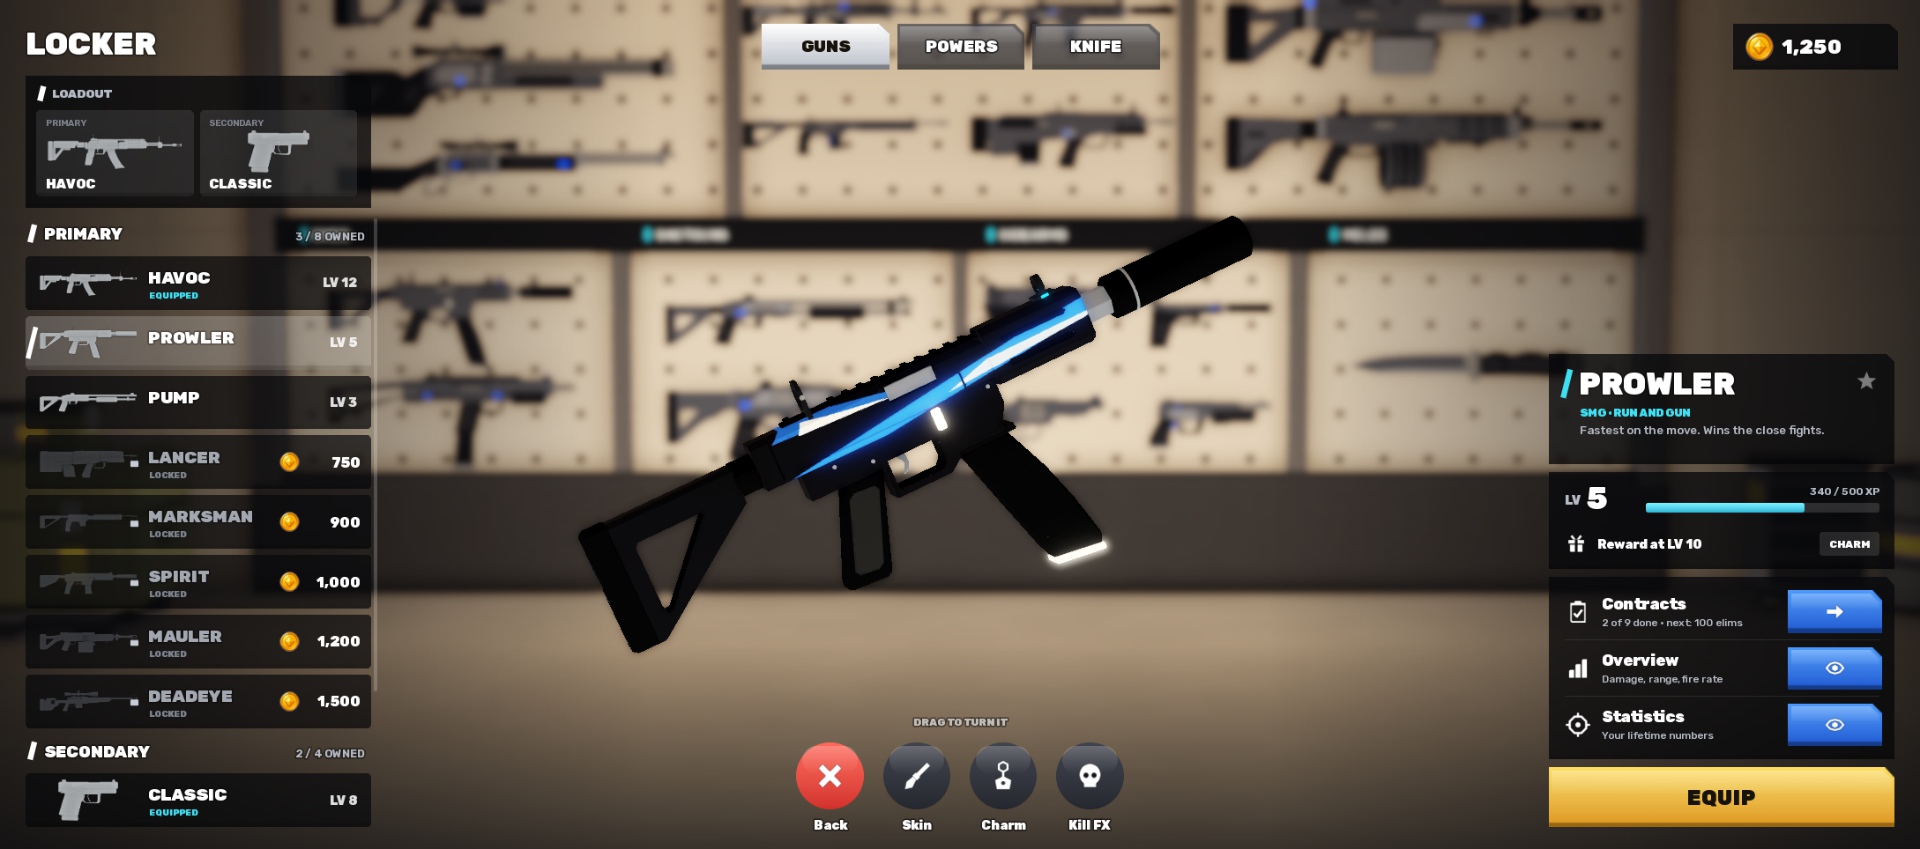 LOCKER
GUNS
POWERS
KNIFE
1,250
LOADOUT
PRIMARY
HAVOC
SECONDARY
CLASSIC
PRIMARY
3 / 8 OWNED
HAVOC
EQUIPPED
LV 12
PROWLER
LV 5
PUMP
LV 3
LANCER
LOCKED
750
MARKSMAN
LOCKED
900
SPIRIT
LOCKED
1,000
MAULER
LOCKED
1,200
DEADEYE
LOCKED
1,500
SECONDARY
2 / 4 OWNED
CLASSIC
EQUIPPED
LV 8
DRAG TO TURN IT
Back
Skin
Charm
Kill FX
PROWLER
SMG · RUN AND GUN
Fastest on the move. Wins the close fights.
LV 5
340 / 500 XP
Reward at LV 10
CHARM
Contracts
2 of 9 done · next: 100 elims
Overview
Damage, range, fire rate
Statistics
Your lifetime numbers
EQUIP